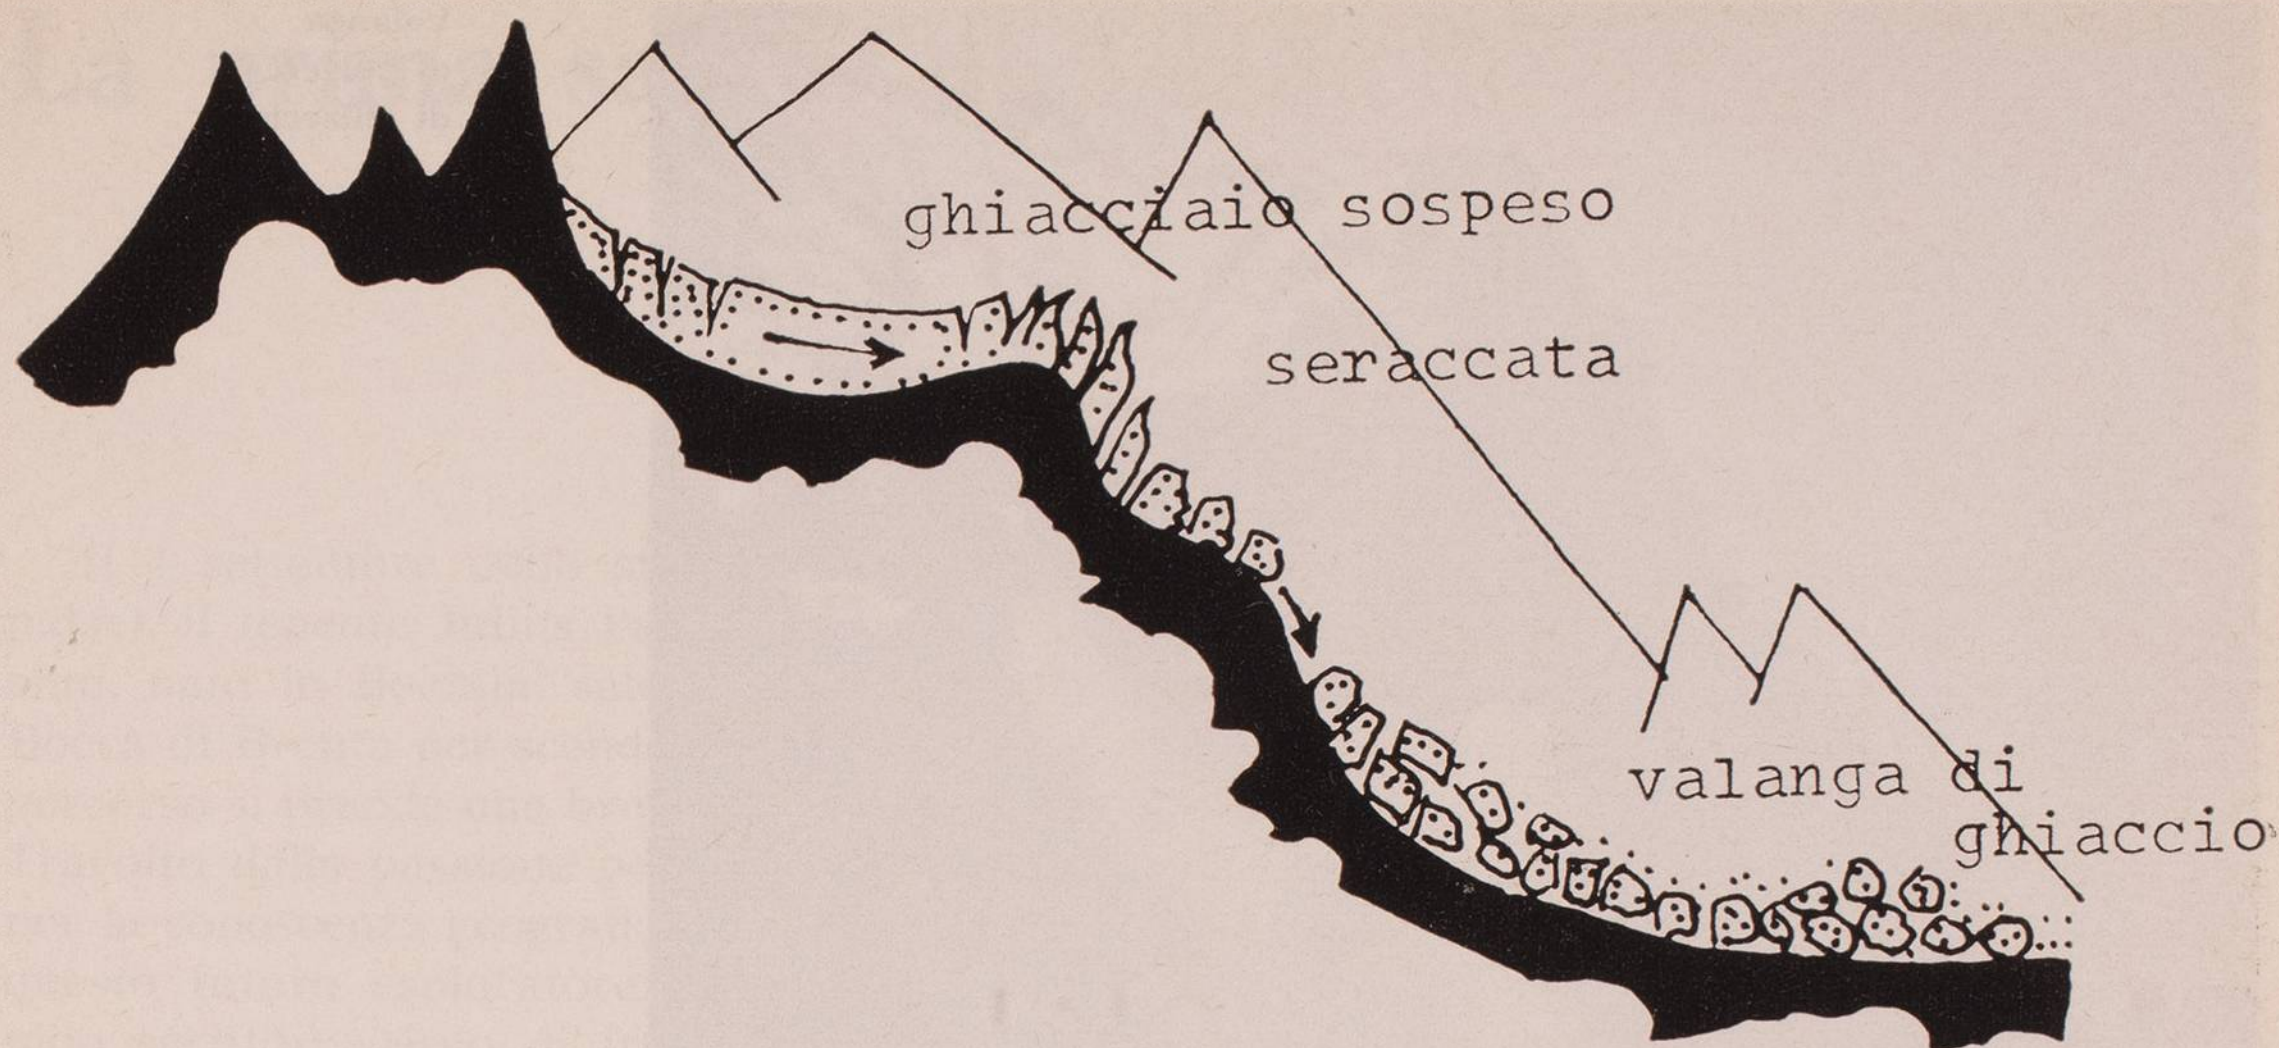 ghiacciaio sospeso
seraccata
valanga di
ghiaccio